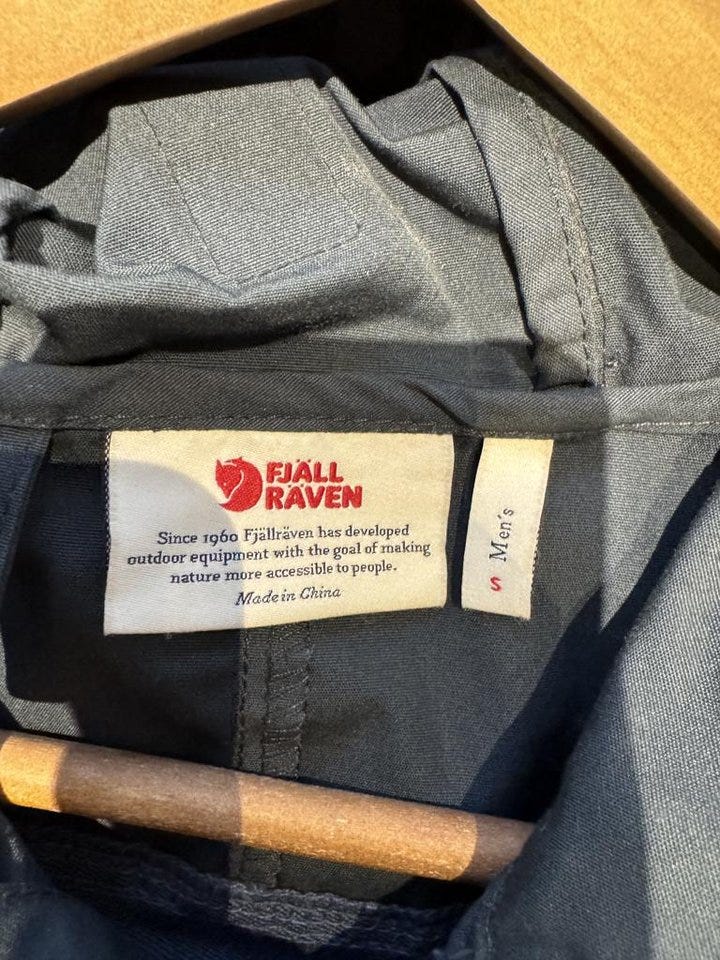 FJÄLL
RÄVEN
Since 1960 Fjällräven has developed
outdoor equipment with the goal of making
nature more accessible to people.
Made in China
Men's
S